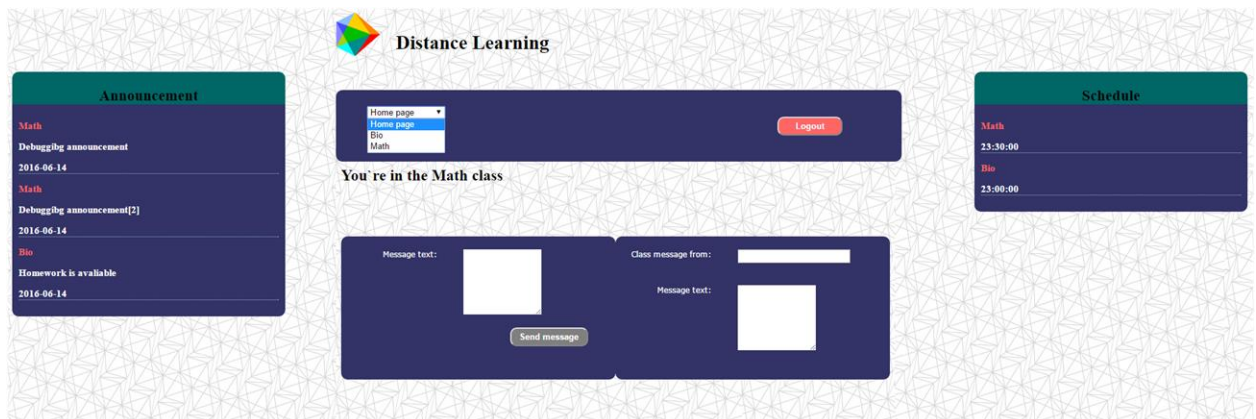 Distance Learning
Announcement
Math
Debuggibg announcement
2016-06-14
Math
Debuggibg announcement[2]
2016-06-14
Bio
Homework is avaliable
2016-06-14
Home page
Home page
Bio
Math
Logout
You`re in the Math class
Message text:
Send message
Class message from:
Message text:
Schedule
Math
23:30:00
Bio
23:00:00